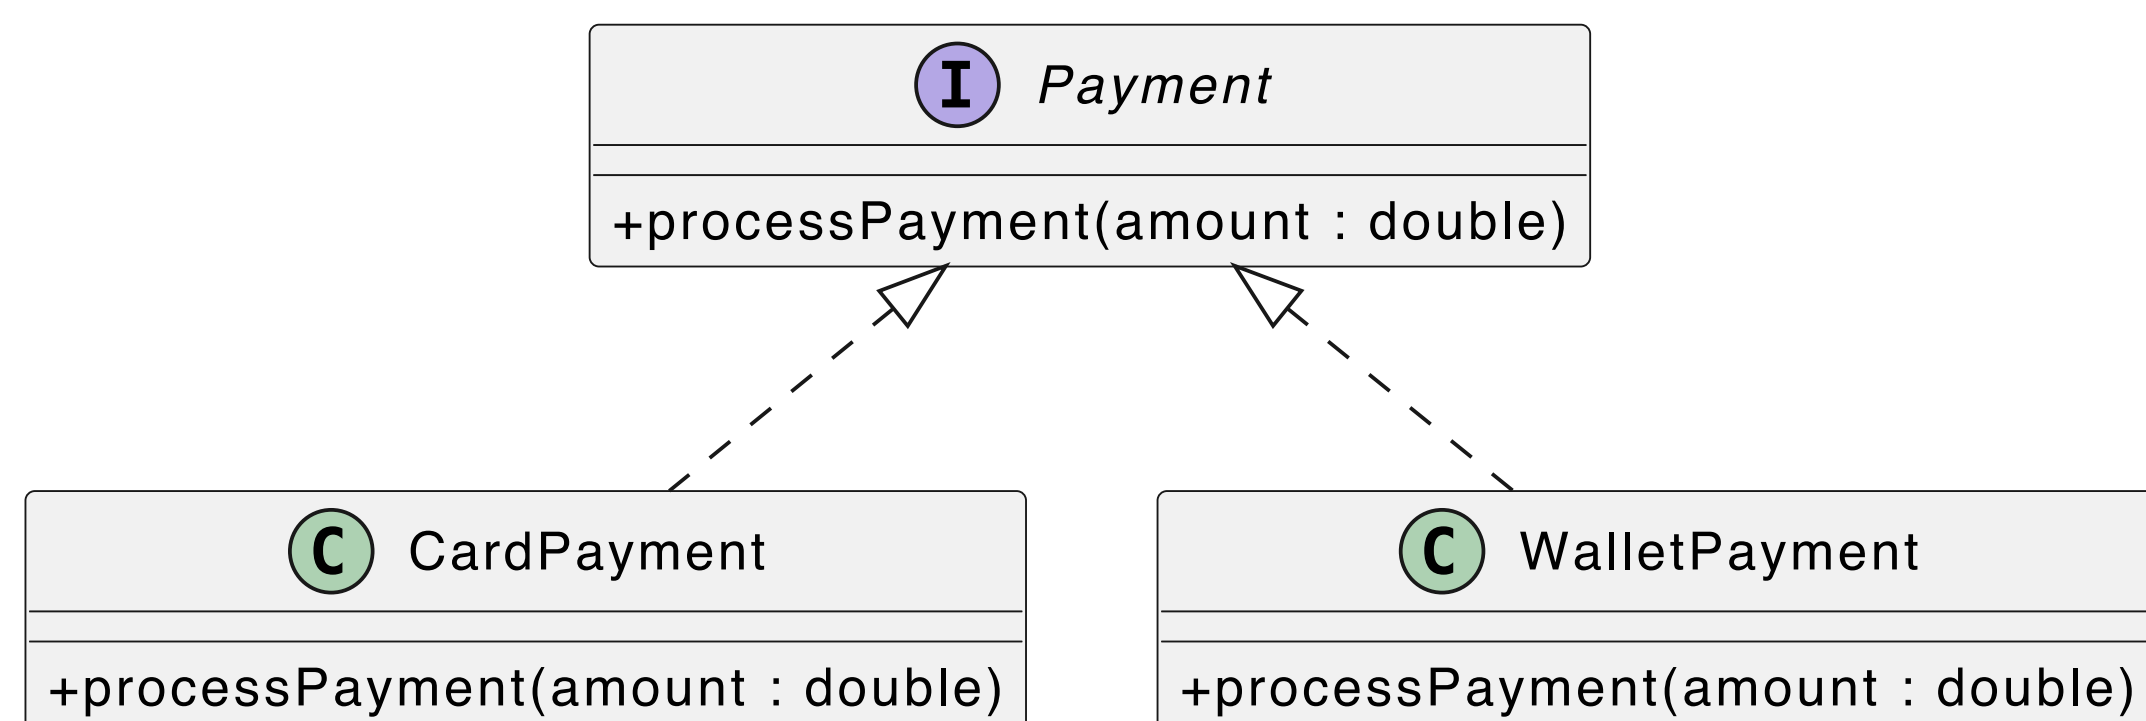 I Payment
+processPayment(amount : double)
C CardPayment
+processPayment(amount : double)
C WalletPayment
+processPayment(amount : double)